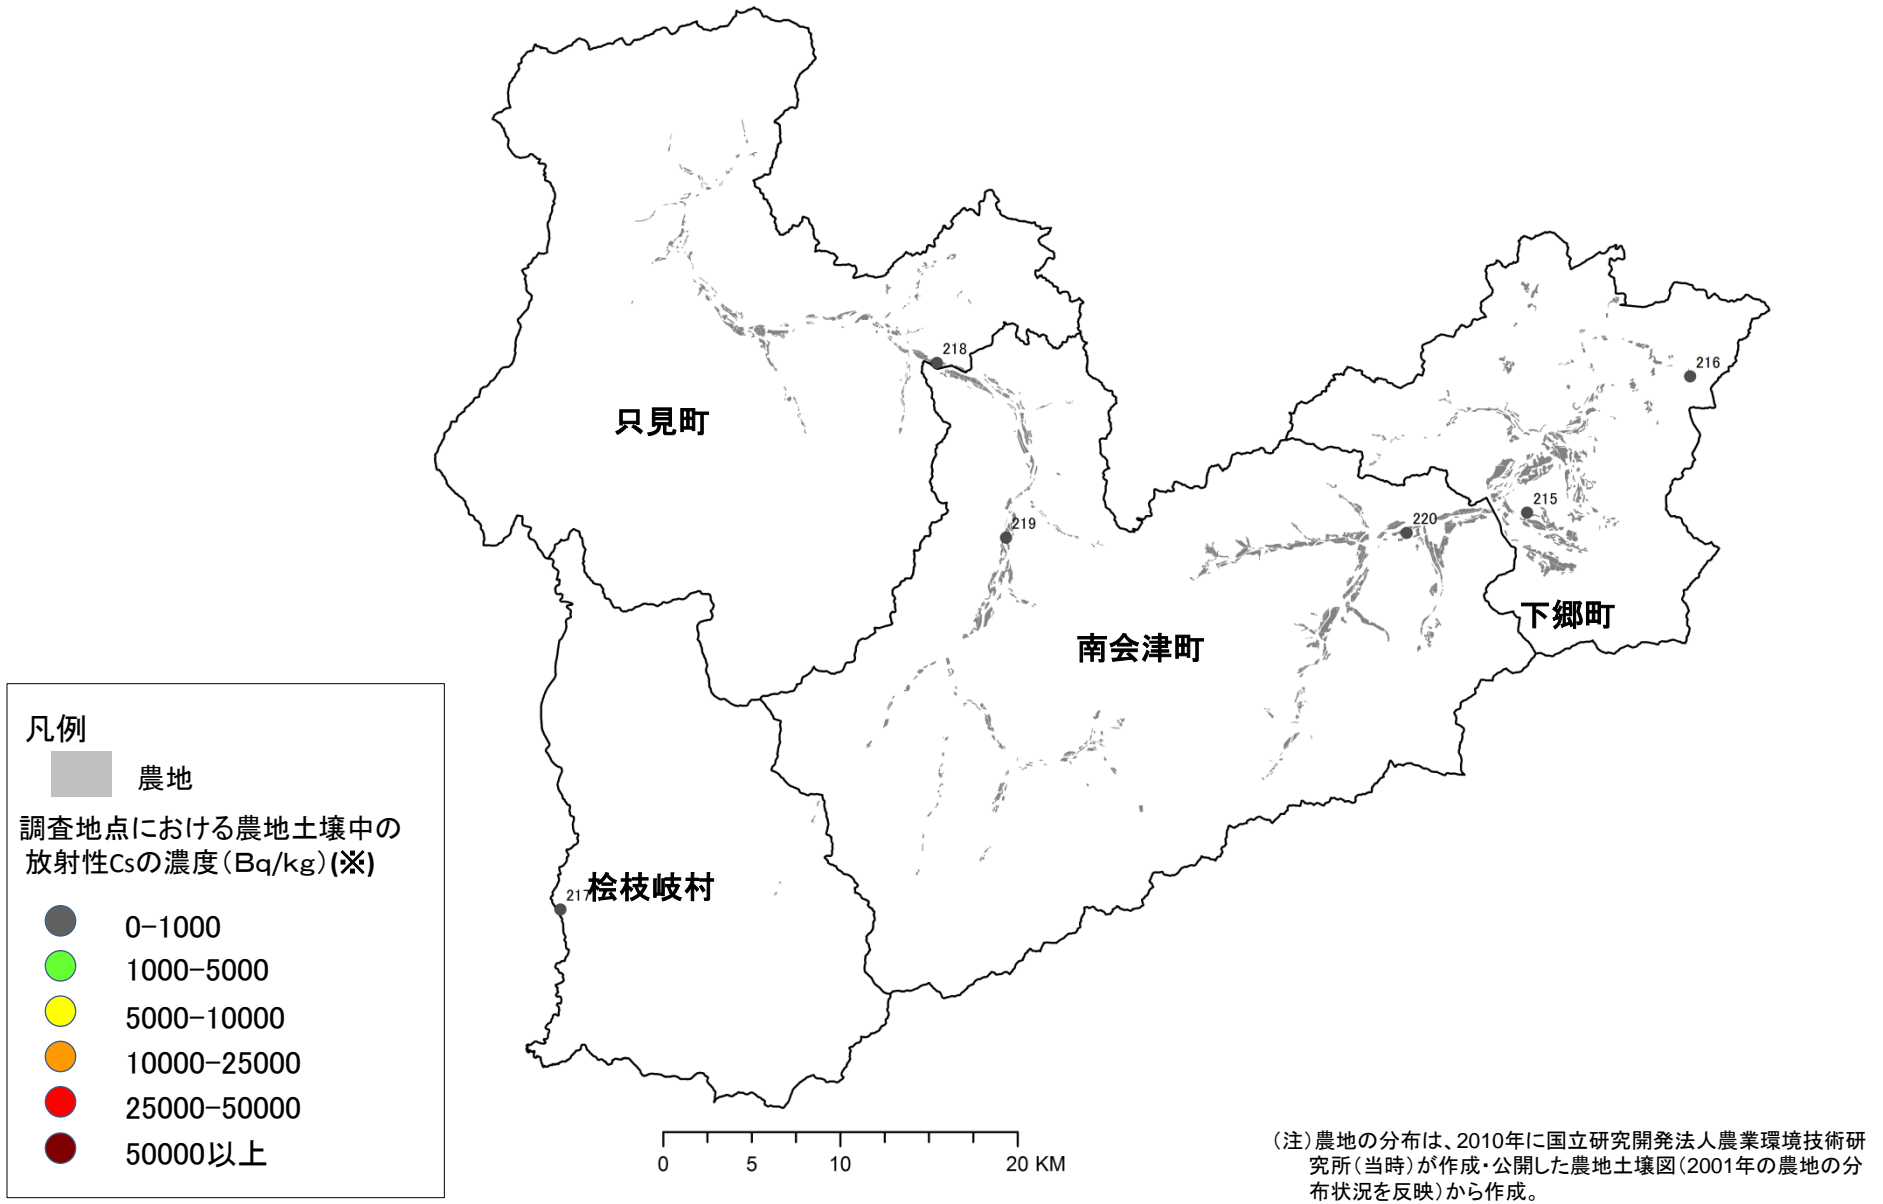 218
216
只見町
215
219
220
下郷町
南会津町
凡例
農地
調査地点における農地土壌中の
放射性Csの濃度(Bq/kg)(※)
217
桧枝岐村
0-1000
1000-5000
5000-10000
10000-25000
25000-50000
50000以上
0 5 10 20 KM
(注)農地の分布は、2010年に国立研究開発法人農業環境技術研
究所(当時)が作成・公開した農地土壌図(2001年の農地の分
布状況を反映)から作成。